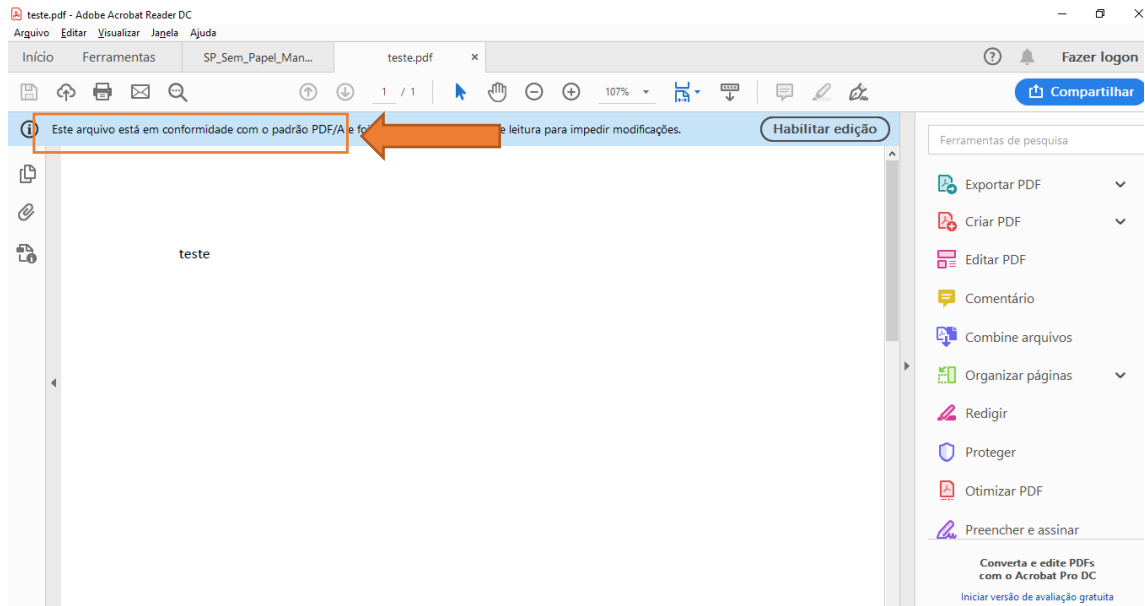 teste.pdf - Adobe Acrobat Reader DC
Arquivo Editar Visualizar Janela Ajuda
Início Ferramentas SP_Sem_Papel_Man... teste.pdf × Fazer logon
1 / 1 107% Compartilhar
Este arquivo está em conformidade com o padrão PDF/A e foi e leitura para impedir modificações. Habilitar edição
Ferramentas de pesquisa
Exportar PDF
Criar PDF
teste
Editar PDF
Comentário
Combine arquivos
Organizar páginas
Redigir
Proteger
Otimizar PDF
Preencher e assinar
Converta e edite PDFs
com o Acrobat Pro DC
Iniciar versão de avaliação gratuita